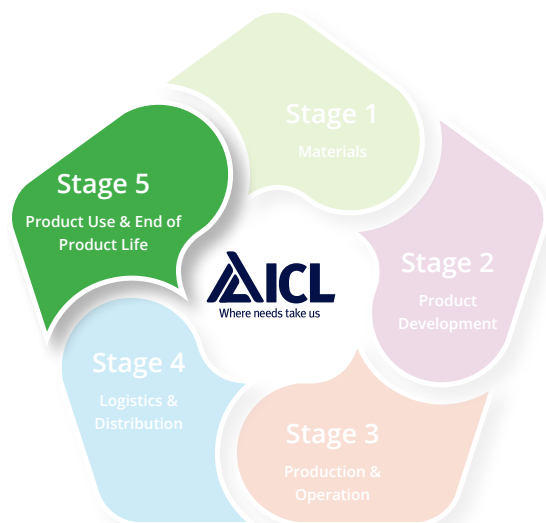 Stage 1
Materials
Stage 2
Product
Development
Stage 3
Production &
Operation
Stage 4
Logistics &
Distribution
Stage 5
Product Use & End of
Product Life
ICL
Where needs take us